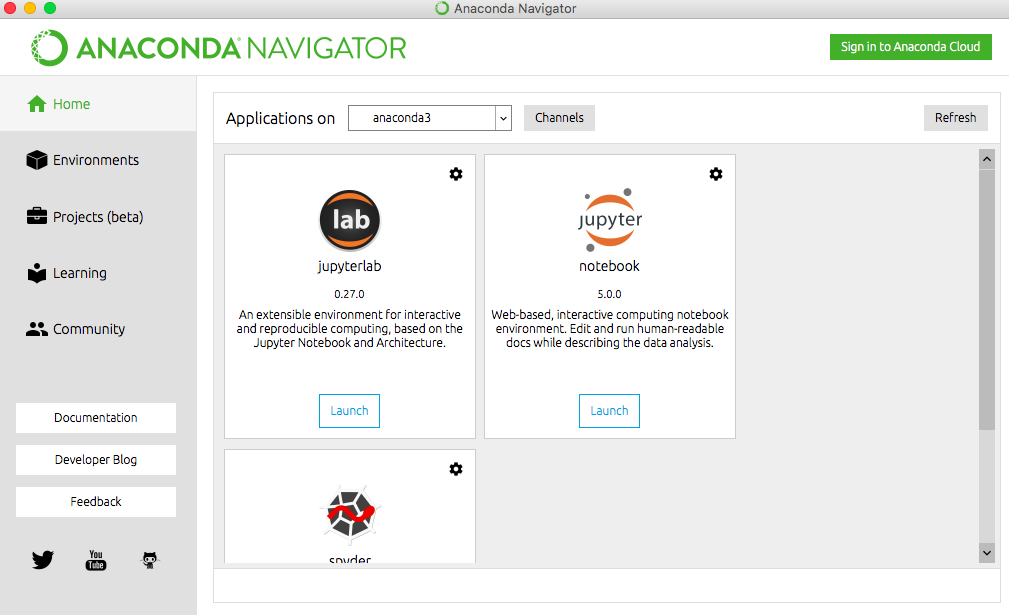 Anaconda Navigator
ANACONDA NAVIGATOR
Sign in to Anaconda Cloud
Home
Environments
Projects (beta)
Learning
Community
Documentation
Developer Blog
Feedback
You
Tube
Applications on
anaconda3
Channels
Refresh
lab
jupyterlab
0.27.0
An extensible environment for interactive
and reproducible computing, based on the
Jupyter Notebook and Architecture.
Launch
jupyter
notebook
5.0.0
Web-based, interactive computing notebook
environment. Edit and run human-readable
docs while describing the data analysis.
Launch
spyder